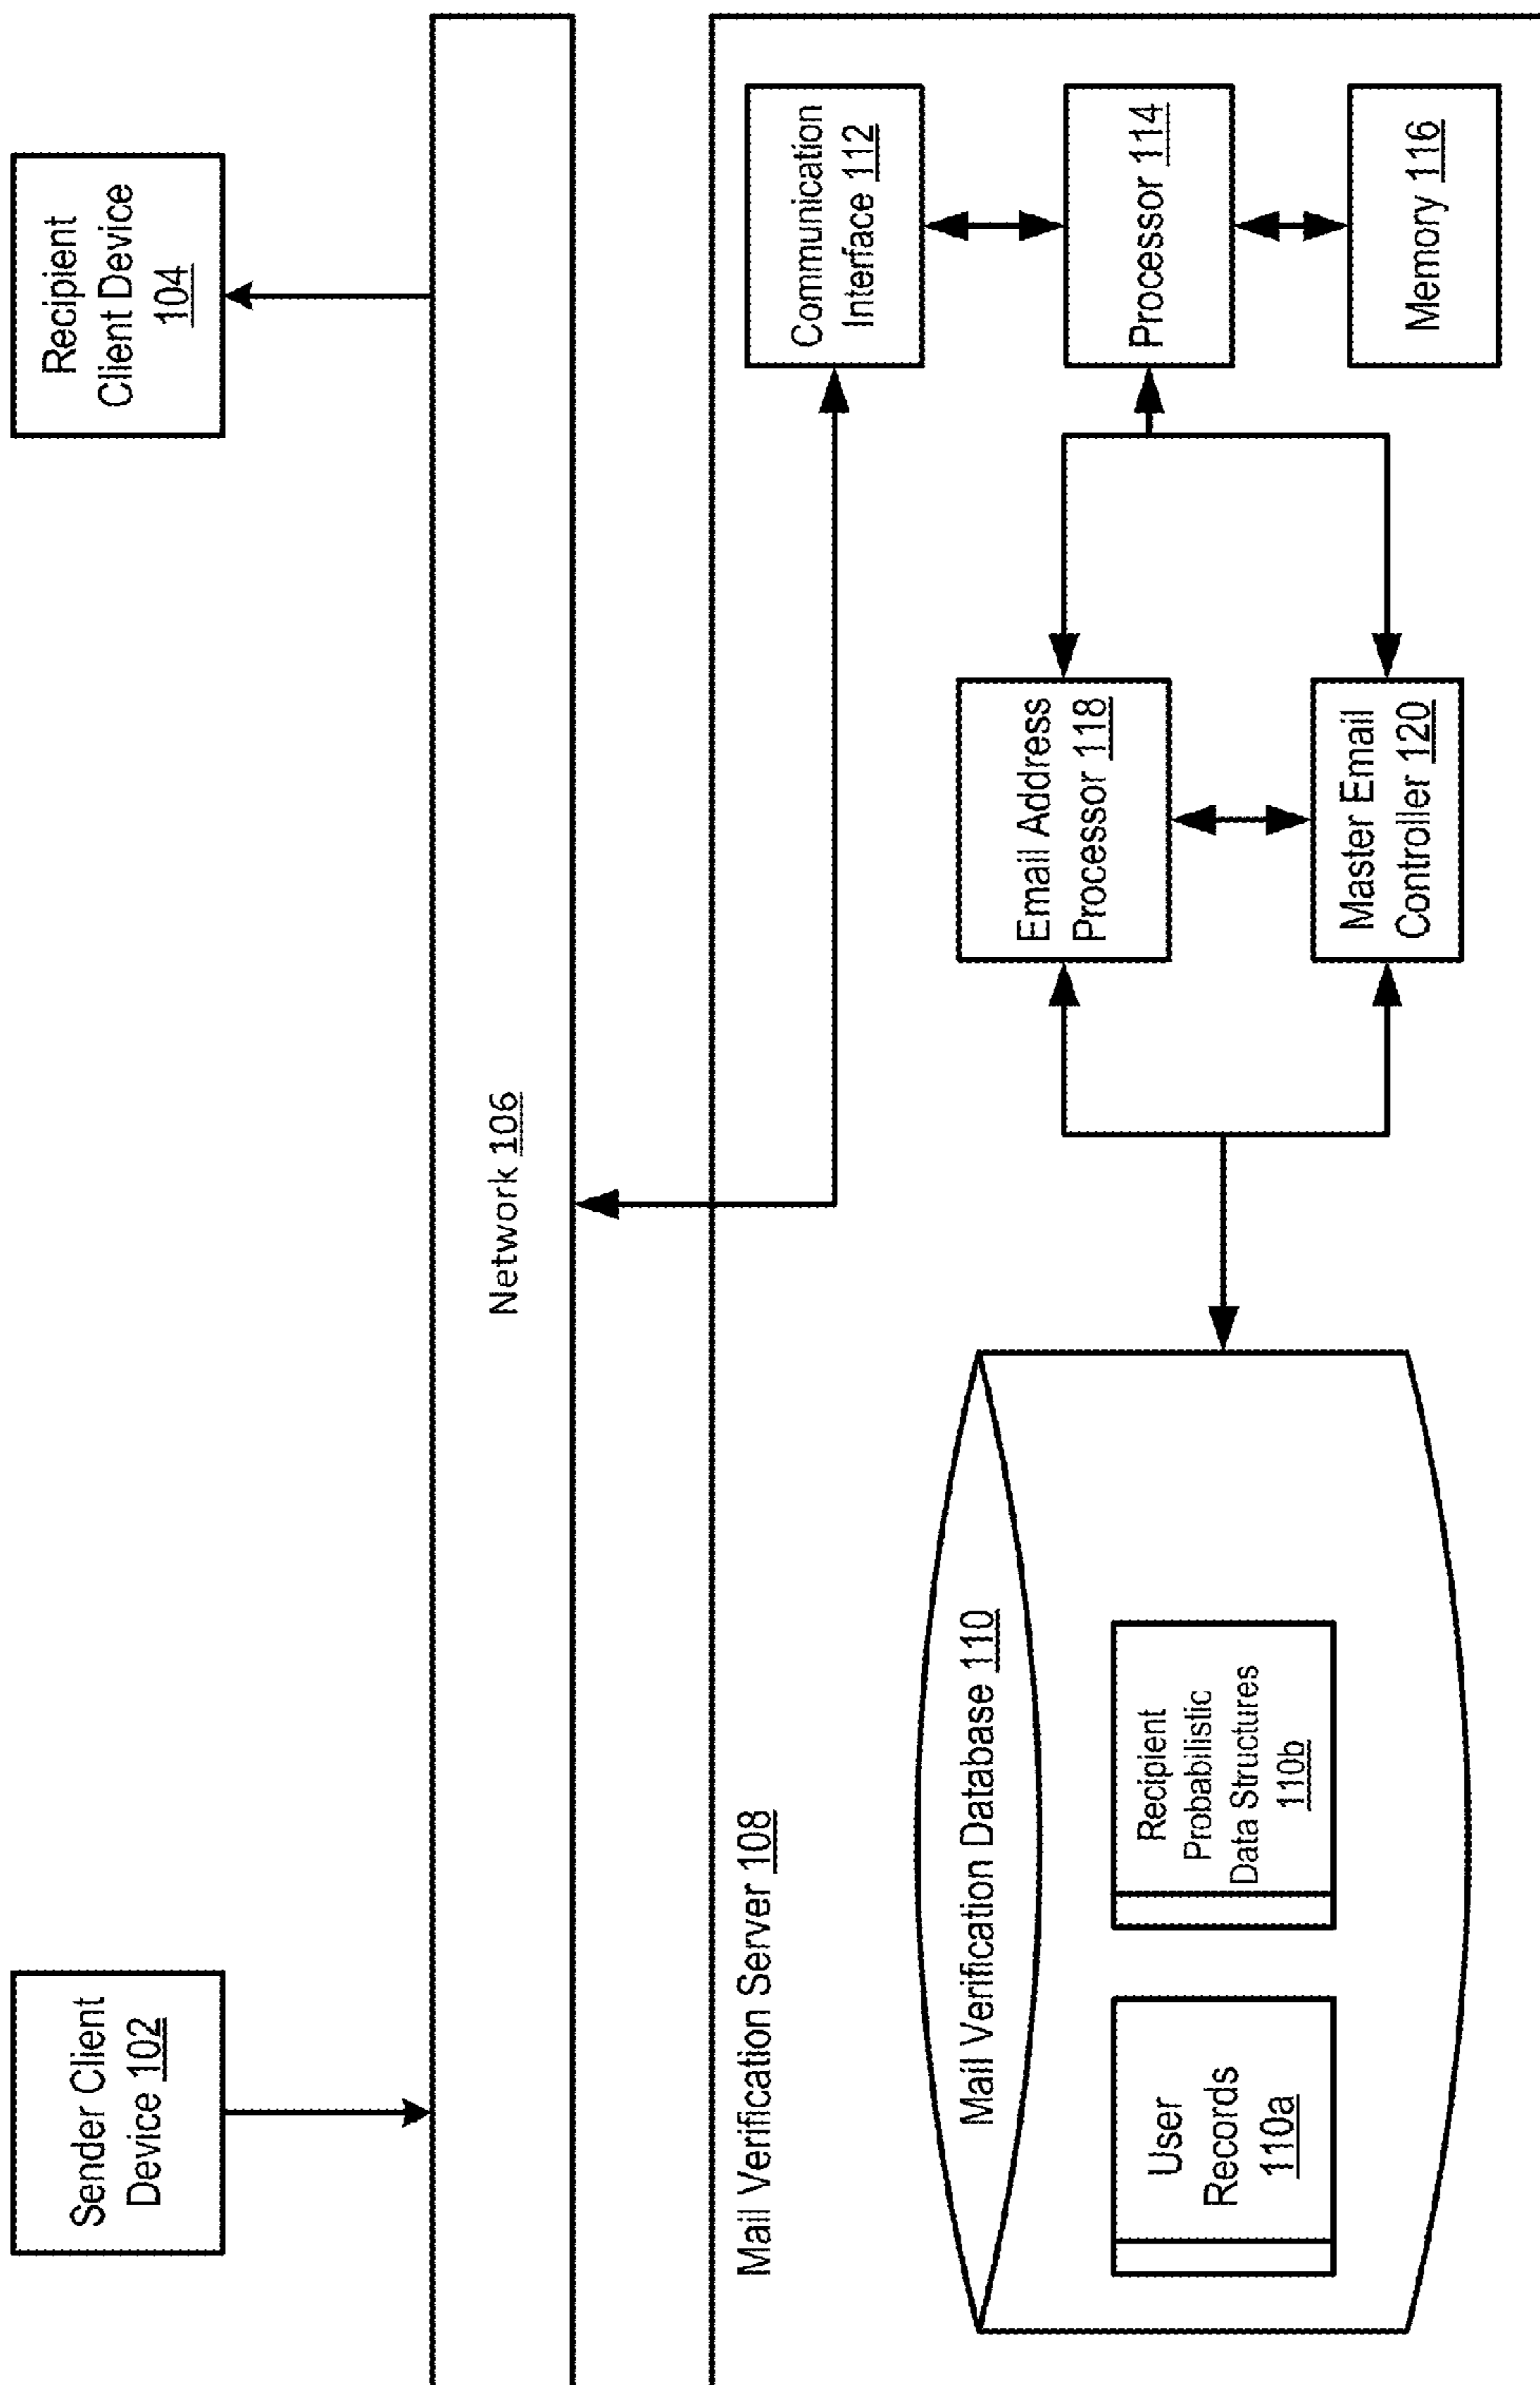 Sender Client
Device 102
Recipient
Client Device
104
Network 106
Mail Verification Server 108
Mail Verification Database 110
User
Records
110a
Recipient
Probabilistic
Data Structures
110b
Email Address
Processor 118
Master Email
Controller 120
Communication
Interface 112
Processor 114
Memory 116